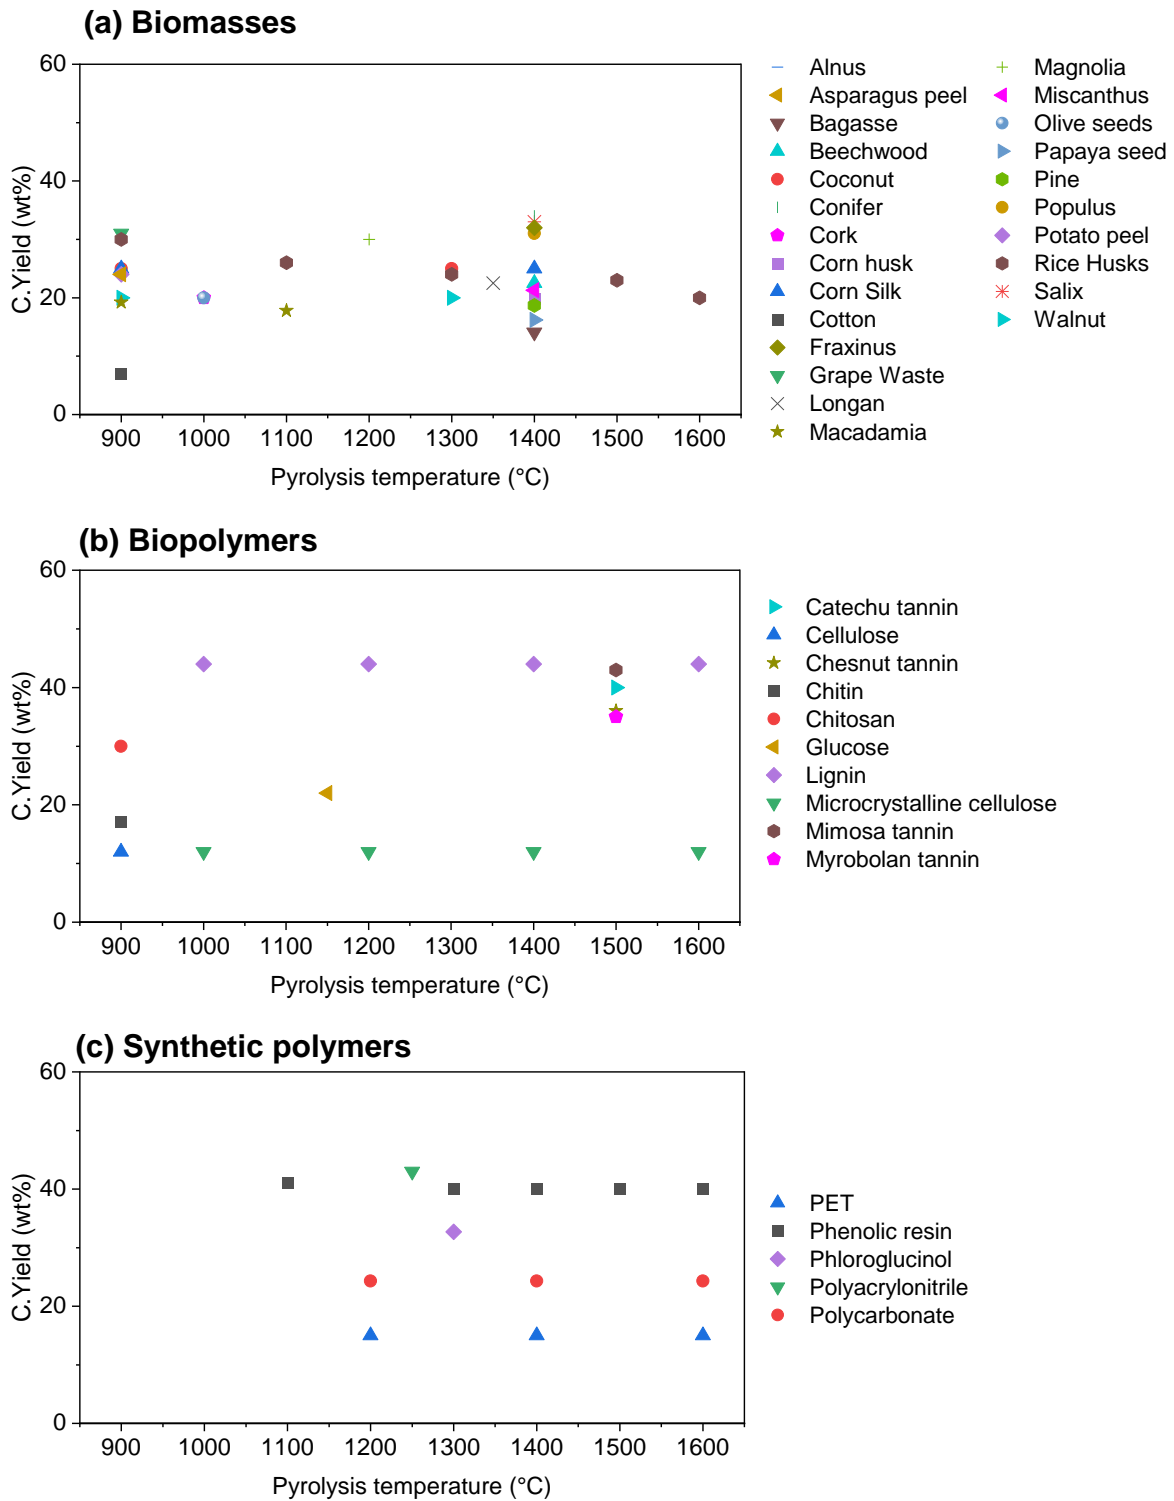 (a) Biomasses
60
40
20
0
C.Yield (wt%)
900 1000 1100 1200 1300 1400 1500 1600
Pyrolysis temperature (°C)
Alnus
Asparagus peel
Bagasse
Beechwood
Coconut
Conifer
Cork
Corn husk
Corn Silk
Cotton
Fraxinus
Grape Waste
Longan
Macadamia
Magnolia
Miscanthus
Olive seeds
Papaya seed
Pine
Populus
Potato peel
Rice Husks
Salix
Walnut
(b) Biopolymers
60
40
20
0
C.Yield (wt%)
900 1000 1100 1200 1300 1400 1500 1600
Pyrolysis temperature (°C)
Catechu tannin
Cellulose
Chesnut tannin
Chitin
Chitosan
Glucose
Lignin
Microcrystalline cellulose
Mimosa tannin
Myrobolan tannin
(c) Synthetic polymers
60
40
20
0
C.Yield (wt%)
900 1000 1100 1200 1300 1400 1500 1600
Pyrolysis temperature (°C)
PET
Phenolic resin
Phloroglucinol
Polyacrylonitrile
Polycarbonate